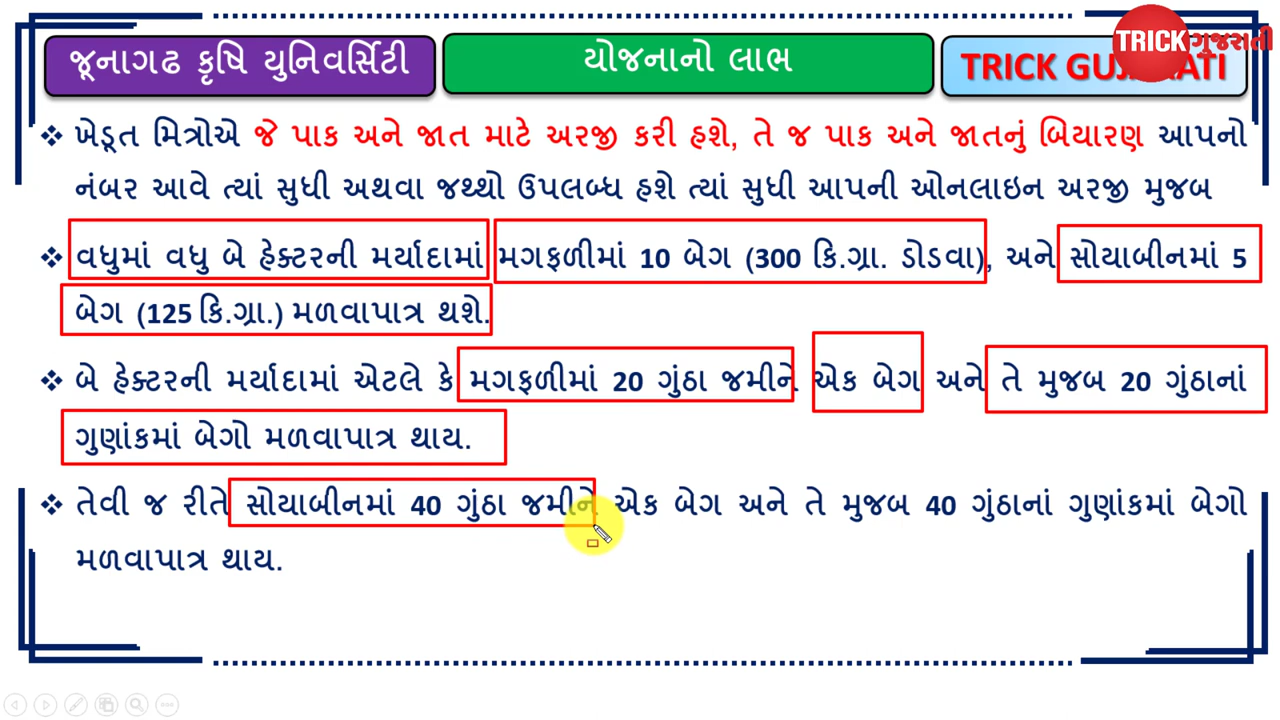 જૂનાગઢ કૃષિ યુનિવર્સિટી
યોજનાનો લાભ
TRICK ગુજરાતી
TRICK GUJARATI
❖ ખેડૂત મિત્રોએ જે પાક અને જાત માટે અરજી કરી હશે, તે જ પાક અને જાતનું બિયારણ આપનો
નંબર આવે ત્યાં સુધી અથવા જથ્થો ઉપલબ્ધ હશે ત્યાં સુધી આપની ઓનલાઇન અરજી મુજબ
❖ વધુમાં વધુ બે હેક્ટરની મર્યાદામાં મગફળીમાં 10 બેગ (300 કિ.ગ્રા. ડોડવા), અને સોયાબીનમાં 5
બેગ (125 કિ.ગ્રા.) મળવાપાત્ર થશે.
❖ બે હેક્ટરની મર્યાદામાં એટલે કે મગફળીમાં 20 ગુંઠા જમીને એક બેગ અને તે મુજબ 20 ગુંઠાનાં
ગુણાંકમાં બેગો મળવાપાત્ર થાય.
❖ તેવી જ રીતે સોયાબીનમાં 40 ગુંઠા જમીને એક બેગ અને તે મુજબ 40 ગુંઠાનાં ગુણાંકમાં બેગો
મળવાપાત્ર થાય.